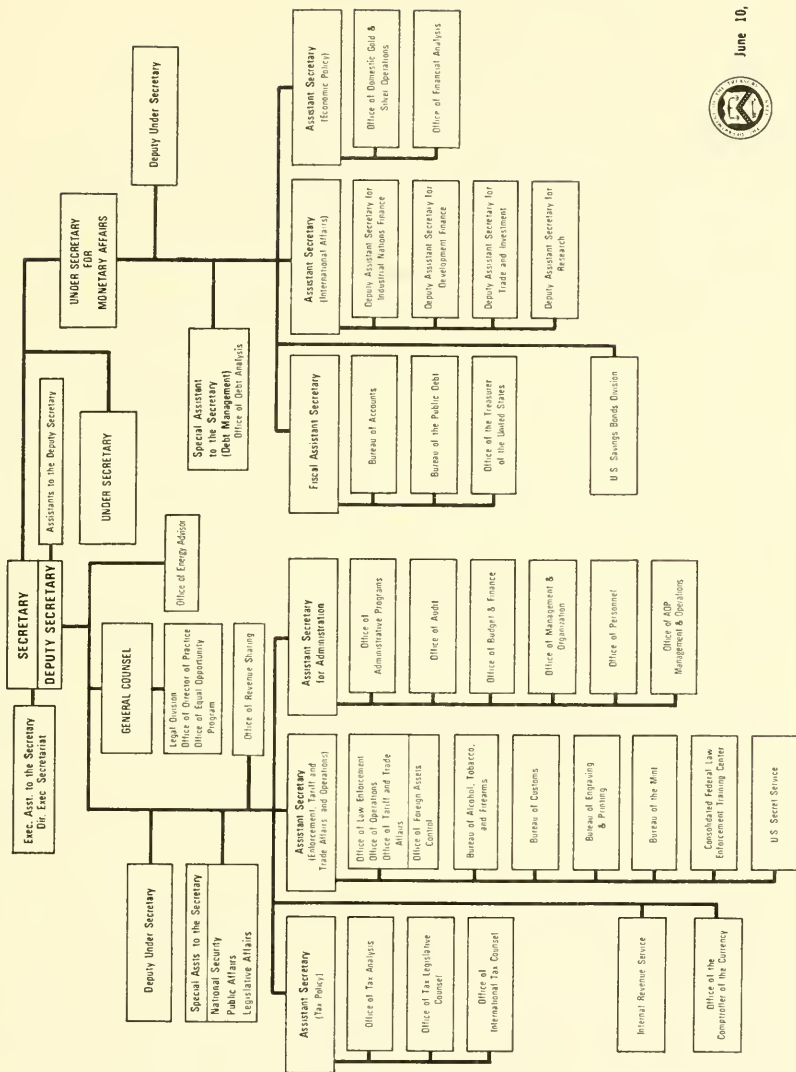 SECRETARY
DEPUTY SECRETARY
Exec. Asst. to the Secretary
Dir. Exec. Secretariat
Assistants to the Deputy Secretary
UNDER SECRETARY
FOR
MONETARY AFFAIRS
UNDER SECRETARY
Deputy Under Secretary
Office of Energy Advisor
GENERAL COUNSEL
Legal Division
Office of Director of Practice
Office of Equal Opportunity
Program
Office of Revenue Sharing
Deputy Under Secretary
Special Assts to the Secretary
National Security
Public Affairs
Legislative Affairs
Special Assistant
to the Secretary
(Debt Management)
Office of Debt Analysis
Assistant Secretary
(Tax Policy)
Office of Tax Analysis
Office of Tax Legislative
Counsel
Office of
International Tax Counsel
Internal Revenue Service
Office of the
Comptroller of the Currency
Assistant Secretary
(Enforcement, Tariff and
Trade Affairs and Operations)
Office of Law Enforcement
Office of Operations
Office of Tariff and Trade
Affairs
Office of Foreign Assets
Control
Bureau of Alcohol, Tobacco,
and Firearms
Bureau of Customs
Bureau of Engraving
& Printing
Bureau of the Mint
Consolidated Federal Law
Enforcement Training Center
U S Secret Service
Assistant Secretary
for Administration
Office of
Administrative Programs
Office of Audit
Office of Budget & Finance
Office of Management &
Organization
Office of Personnel
Office of ADP
Management & Operations
Fiscal Assistant Secretary
Bureau of Accounts
Bureau of the Public Debt
Office of the Treasurer
of the United States
U S Savings Bonds Division
Assistant Secretary
(International Affairs)
Deputy Assistant Secretary for
Industrial Nations Finance
Deputy Assistant Secretary for
Development Finance
Deputy Assistant Secretary for
Trade and Investment
Deputy Assistant Secretary for
Research
Assistant Secretary
(Economic Policy)
Office of Domestic Gold &
Silver Operations
Office of Financial Analysis
June 10,